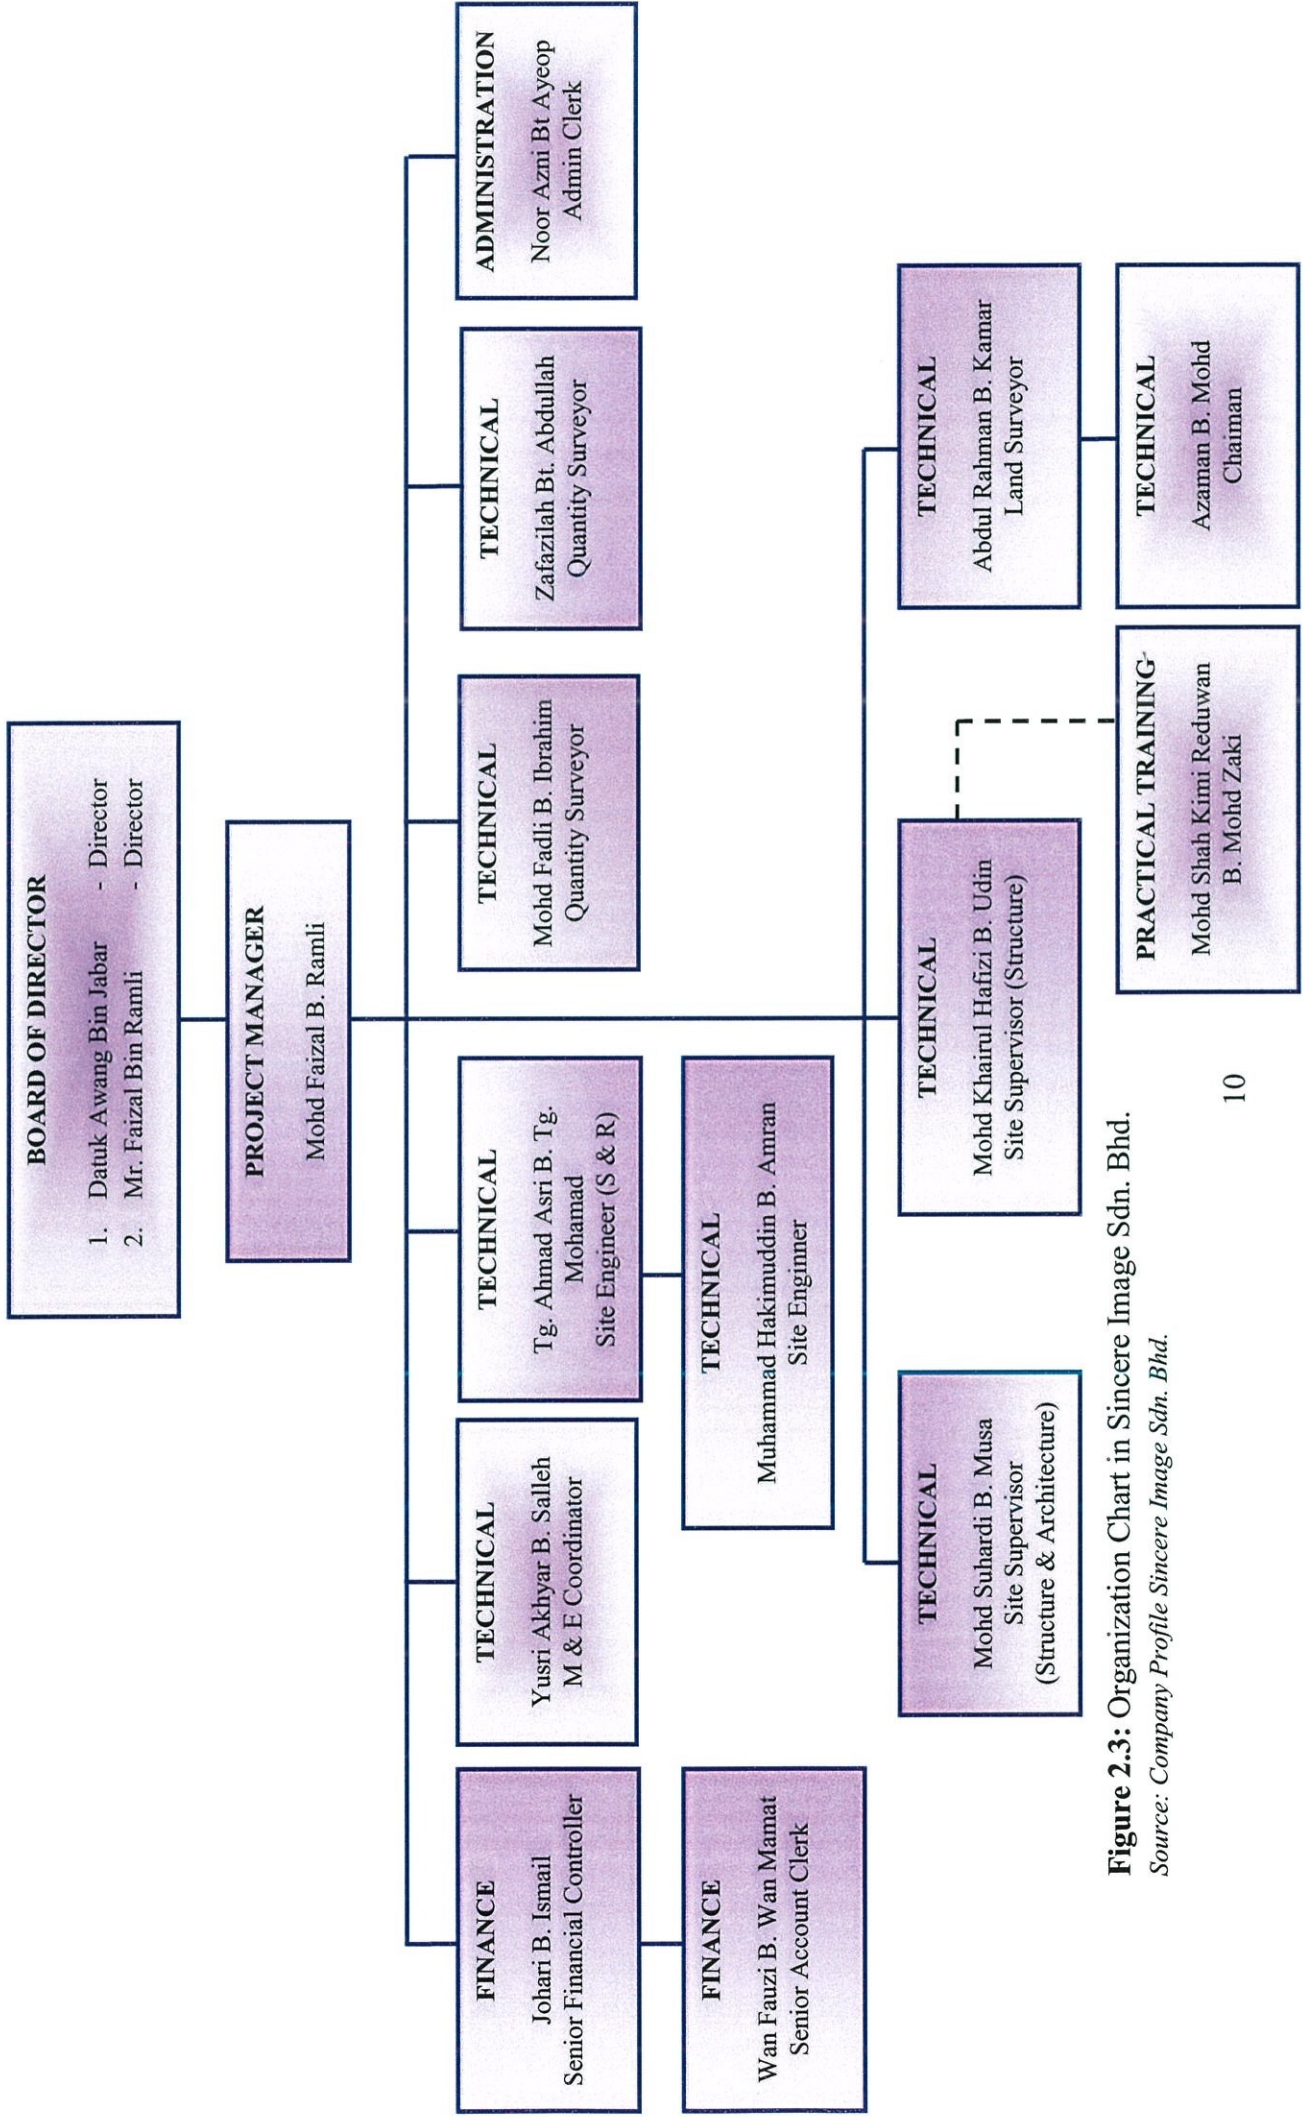 BOARD OF DIRECTOR
1. Datuk Awang Bin Jabar - Director
2. Mr. Faizal Bin Ramli - Director
PROJECT MANAGER
Mohd Faizal B. Ramli
FINANCE
Johari B. Ismail
Senior Financial Controller
TECHNICAL
Yusri Akhyar B. Salleh
M & E Coordinator
TECHNICAL
Tg. Ahmad Asri B. Tg.
Mohamad
Site Engineer (S & R)
TECHNICAL
Mohd Fadli B. Ibrahim
Quantity Surveyor
TECHNICAL
Zafazilah Bt. Abdullah
Quantity Surveyor
ADMINISTRATION
Noor Azni Bt Ayeop
Admin Clerk
FINANCE
Wan Fauzi B. Wan Mamat
Senior Account Clerk
TECHNICAL
Muhammad Hakimuddin B. Amran
Site Enginner
TECHNICAL
Mohd Suhardi B. Musa
Site Supervisor
(Structure & Architecture)
TECHNICAL
Mohd Khairul Hafizi B. Udin
Site Supervisor (Structure)
TECHNICAL
Abdul Rahman B. Kamar
Land Surveyor
PRACTICAL TRAINING
Mohd Shah Kimi Reduwan
B. Mohd Zaki
TECHNICAL
Azaman B. Mohd
Chaiman
Figure 2.3: Organization Chart in Sincere Image Sdn. Bhd.
Source: Company Profile Sincere Image Sdn. Bhd.
10